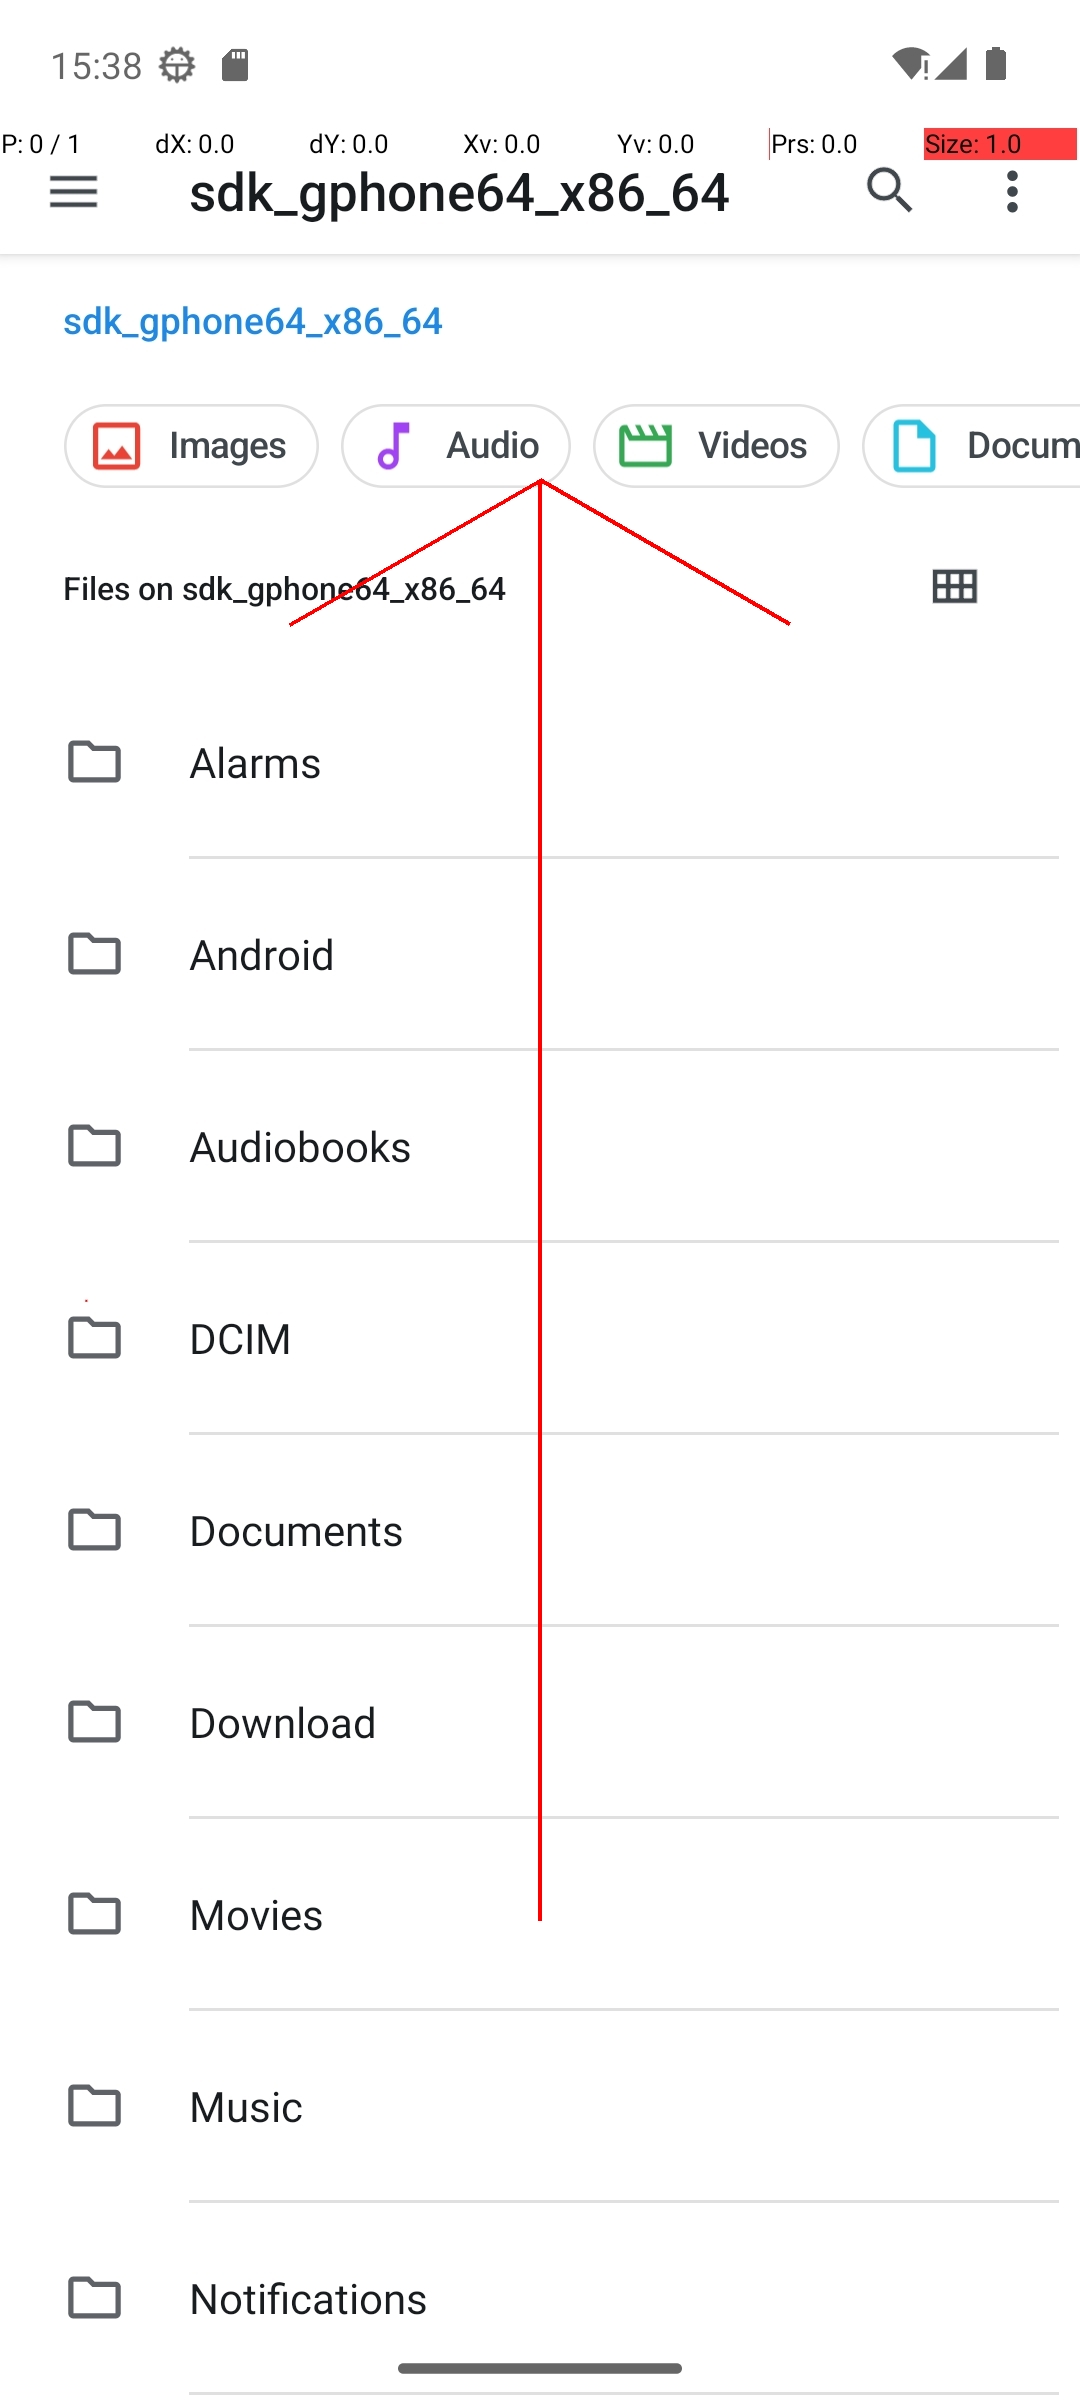 15:38
P: 0 / 1 dX: 0.0 dY: 0.0 Xv: 0.0 Yv: 0.0 Prs: 0.0 Size: 1.0
sdk_gphone64_x86_64
sdk_gphone64_x86_64
Images Audio Videos Docum
Files on sdk_gphone64_x86_64
Alarms
Android
Audiobooks
DCIM
Documents
Download
Movies
Music
Notifications